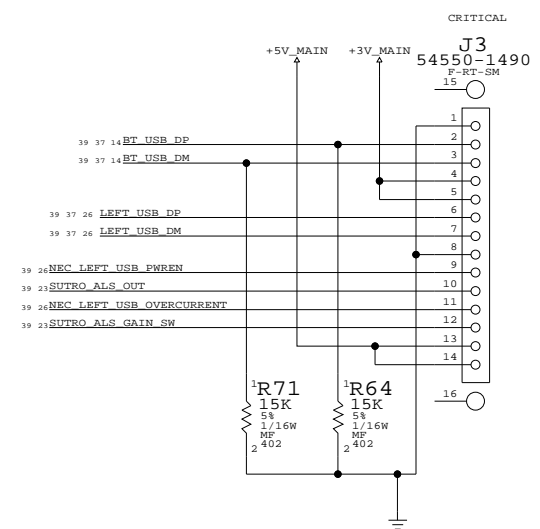 CRITICAL
J3
+5V_MAIN +3V_MAIN 54550-1490
F-RT-SM
15
1
39 37 14 BT_USB_DP 2
39 37 14 BT_USB_DM 3
4
5
39 37 26 LEFT_USB_DP 6
39 37 26 LEFT_USB_DM 7
8
39 26 NEC_LEFT_USB_PWREN 9
39 23 SUTRO_ALS_OUT 10
39 26 NEC_LEFT_USB_OVERCURRENT 11
39 23 SUTRO_ALS_GAIN_SW 12
13
14
1 R71 1 R64 16
15K 15K
5% 5%
1/16W 1/16W
MF MF
2 402 2 402